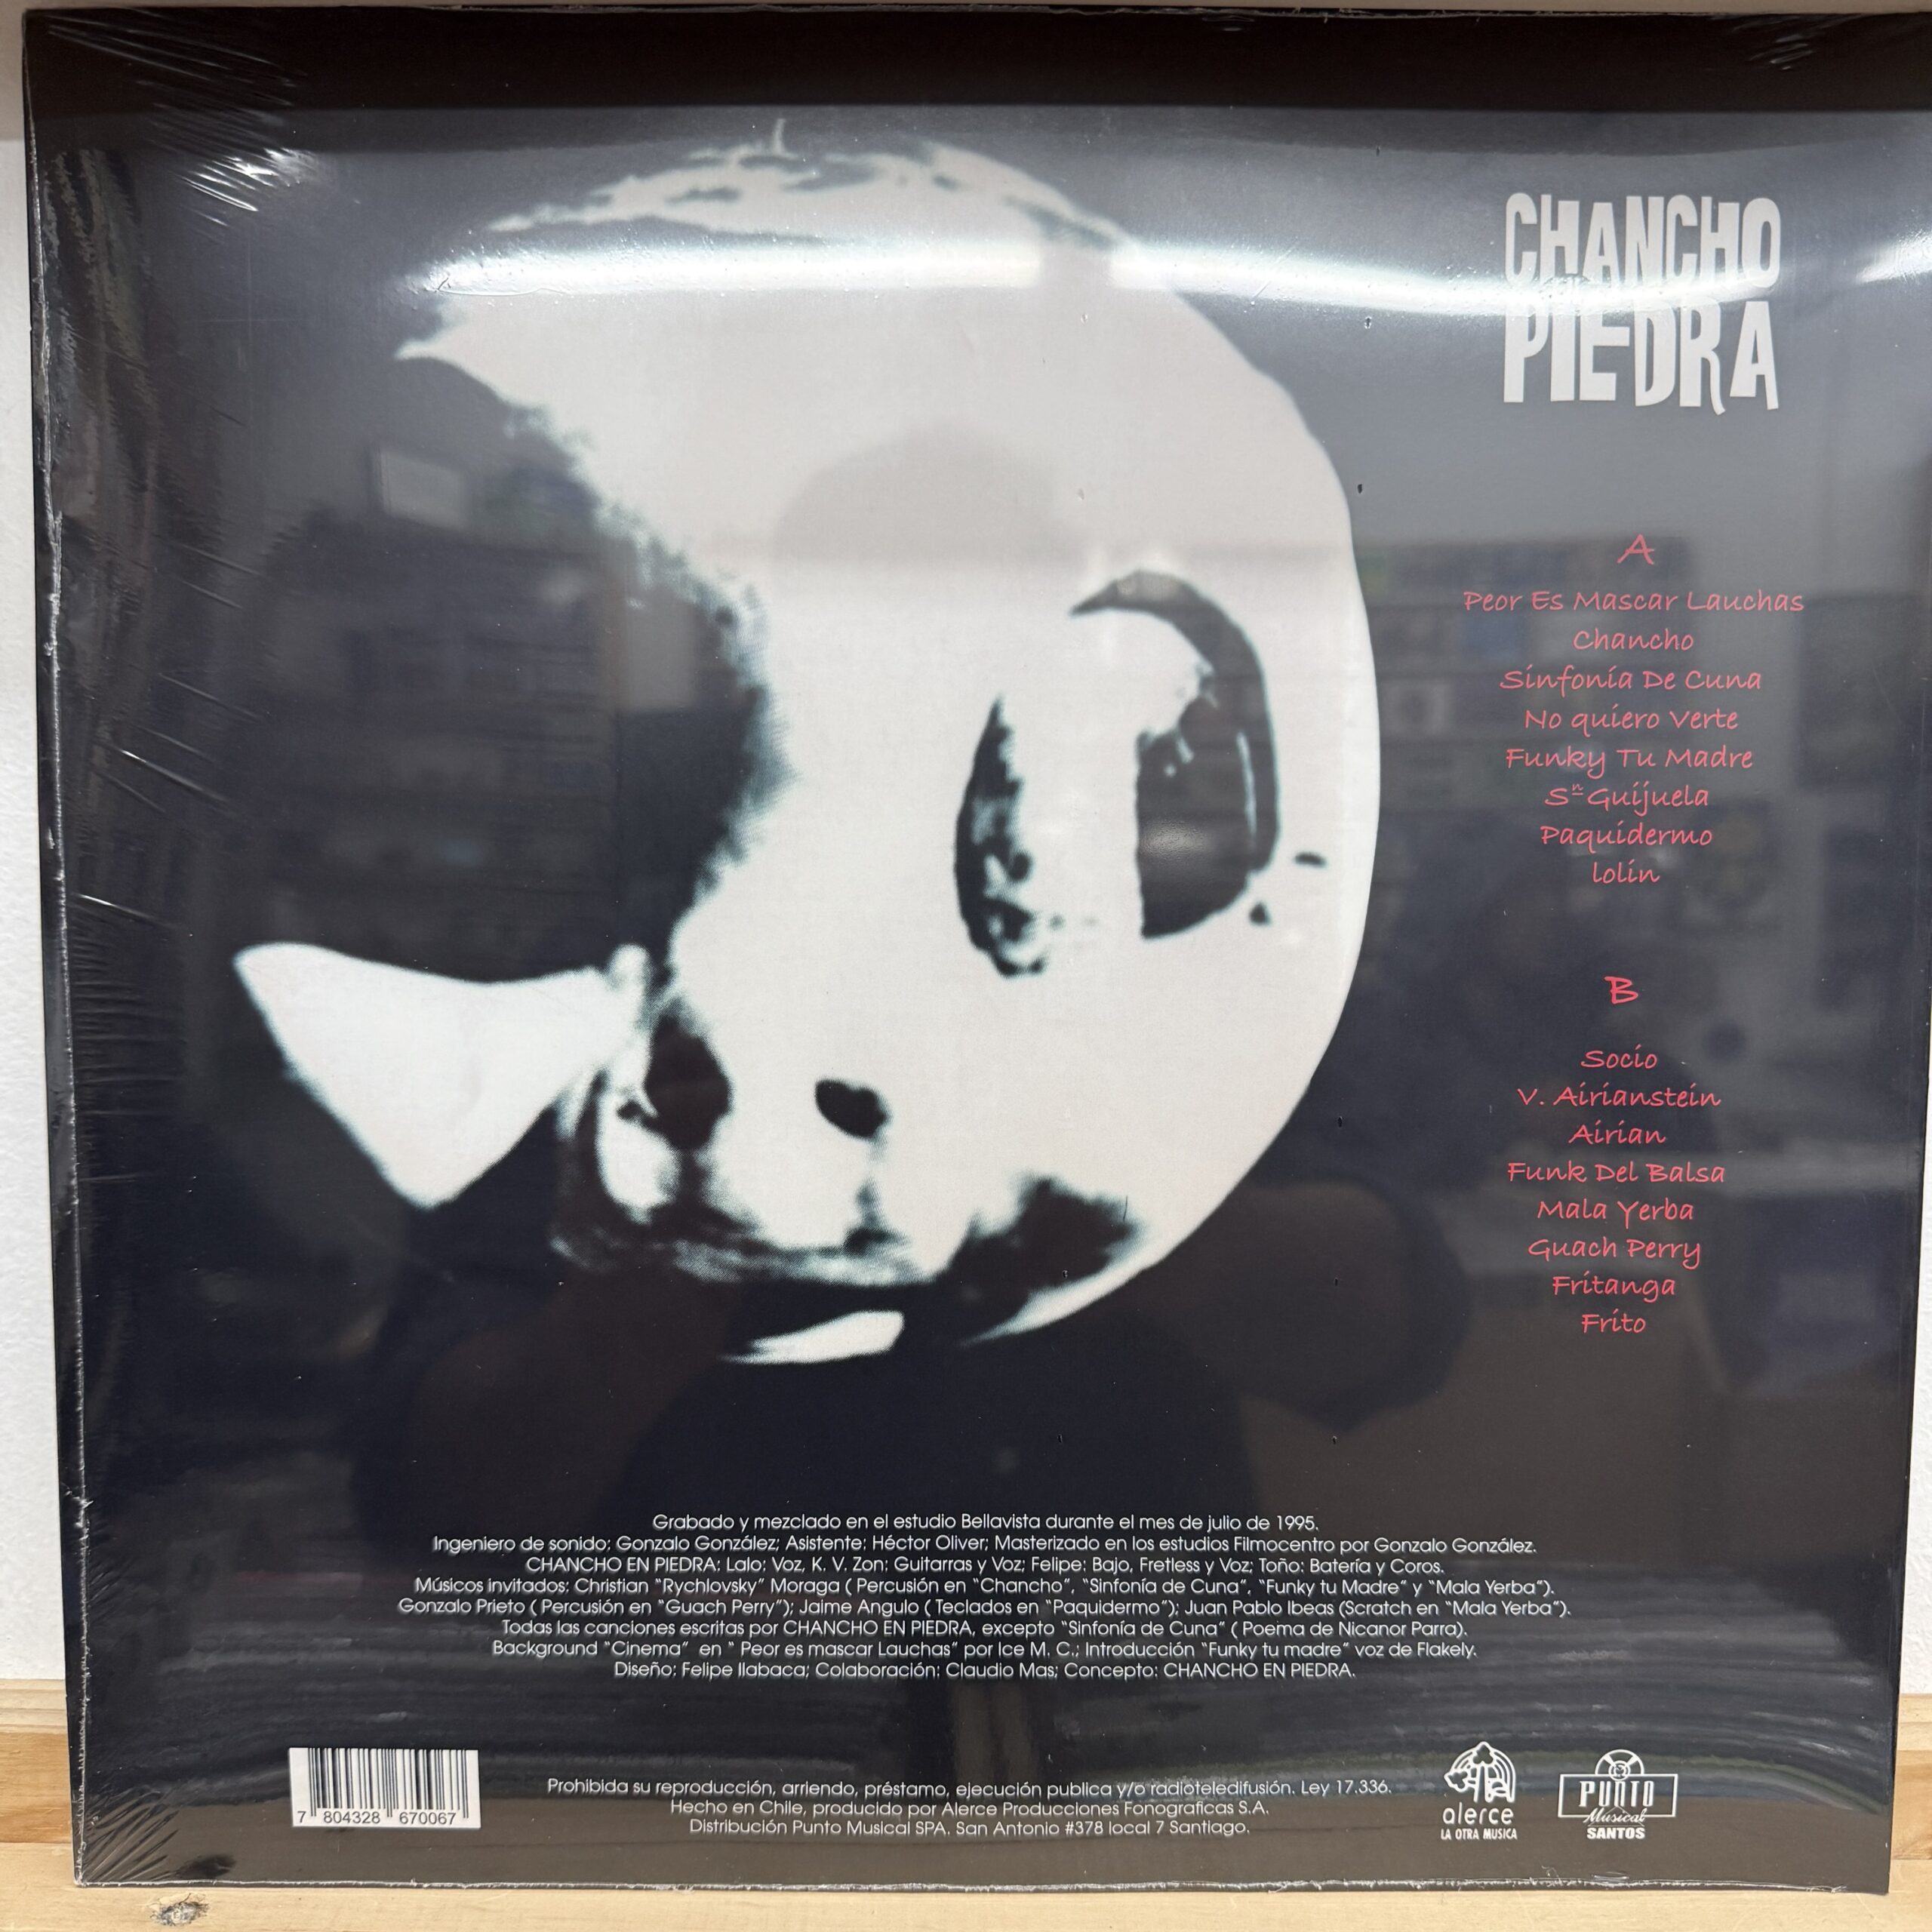 CHANCHO
PIEDRA
A
Peor Es Mascar Lauchas
Chancho
Sinfonía De Cuna
No quiero Verte
Funky Tu Madre
Sⁿ Guijuela
Paquidermo
lolin
B
Socio
V. Airianstein
Airian
Funk Del Balsa
Mala Yerba
Guach Perry
Fritanga
Frito
Grabado y mezclado en el estudio Bellavista durante el mes de julio de 1995.
Ingeniero de sonido: Gonzalo González; Asistente: Héctor Oliver; Masterizado en los estudios Filmocentro por Gonzalo González.
CHANCHO EN PIEDRA: Lalo: Voz, K. V. Zon: Guitarras y Voz; Felipe: Bajo, Fretless y Voz; Toño: Batería y Coros.
Músicos invitados: Christian "Rychlovsky" Moraga ( Percusión en "Chancho", "Sinfonía de Cuna", "Funky tu Madre" y "Mala Yerba").
Gonzalo Prieto ( Percusión en "Guach Perry"); Jaime Angulo ( Teclados en "Paquidermo"); Juan Pablo Ibeas (Scratch en "Mala Yerba").
Todas las canciones escritas por CHANCHO EN PIEDRA, excepto "Sinfonía de Cuna" ( Poema de Nicanor Parra).
Background "Cinema" en " Peor es mascar Lauchas" por Ice M. C.; Introducción "Funky tu madre" voz de Flakely.
Diseño: Felipe Ilabaca; Colaboración: Claudio Mas; Concepto: CHANCHO EN PIEDRA.
7 804328 670067
Prohibida su reproducción, arriendo, préstamo, ejecución publica y/o radioteledifusión. Ley 17.336.
Hecho en Chile, producido por Alerce Producciones Fonograficas S.A.
Distribución Punto Musical SPA. San Antonio #378 local 7 Santiago.
alerce
LA OTRA MUSICA
PUNTO
Musical
SANTOS